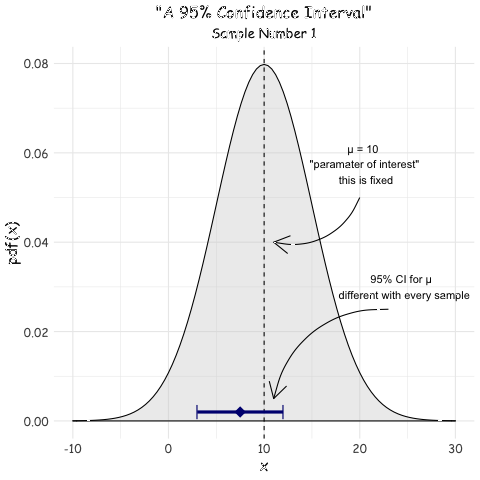 "A 95% Confidence Interval"
Sample Number 1
0.08
0.06
0.04
0.02
0.00
pdf(x)
µ = 10
"paramater of interest"
this is fixed
95% CI for µ
different with every sample
-10 0 10 20 30
x